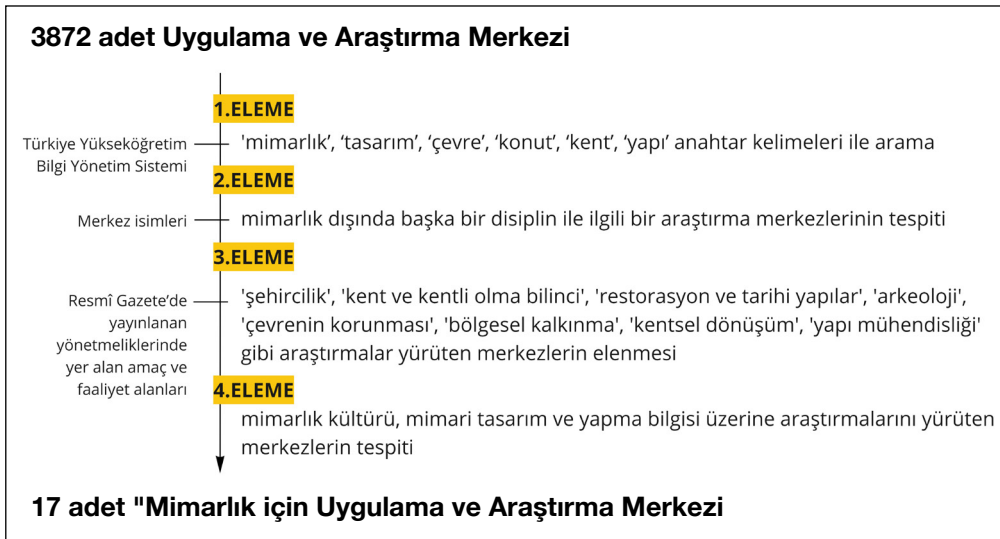 3872 adet Uygulama ve Araştırma Merkezi
1.ELEME
Türkiye Yükseköğretim
Bilgi Yönetim Sistemi
'mimarlık', ‘tasarım’, ‘çevre’, ‘konut’, ‘kent’, ‘yapı’ anahtar kelimeleri ile arama
2.ELEME
Merkez isimleri
mimarlık dışında başka bir disiplin ile ilgili bir araştırma merkezlerinin tespiti
3.ELEME
Resmî Gazete’de
yayınlanan
yönetmeliklerinde
yer alan amaç ve
faaliyet alanları
'şehircilik', 'kent ve kentli olma bilinci', 'restorasyon ve tarihi yapılar', 'arkeoloji',
'çevrenin korunması', 'bölgesel kalkınma', 'kentsel dönüşüm', 'yapı mühendisliği'
gibi araştırmalar yürüten merkezlerin elenmesi
4.ELEME
mimarlık kültürü, mimari tasarım ve yapma bilgisi üzerine araştırmalarını yürüten
merkezlerin tespiti
17 adet "Mimarlık için Uygulama ve Araştırma Merkezi